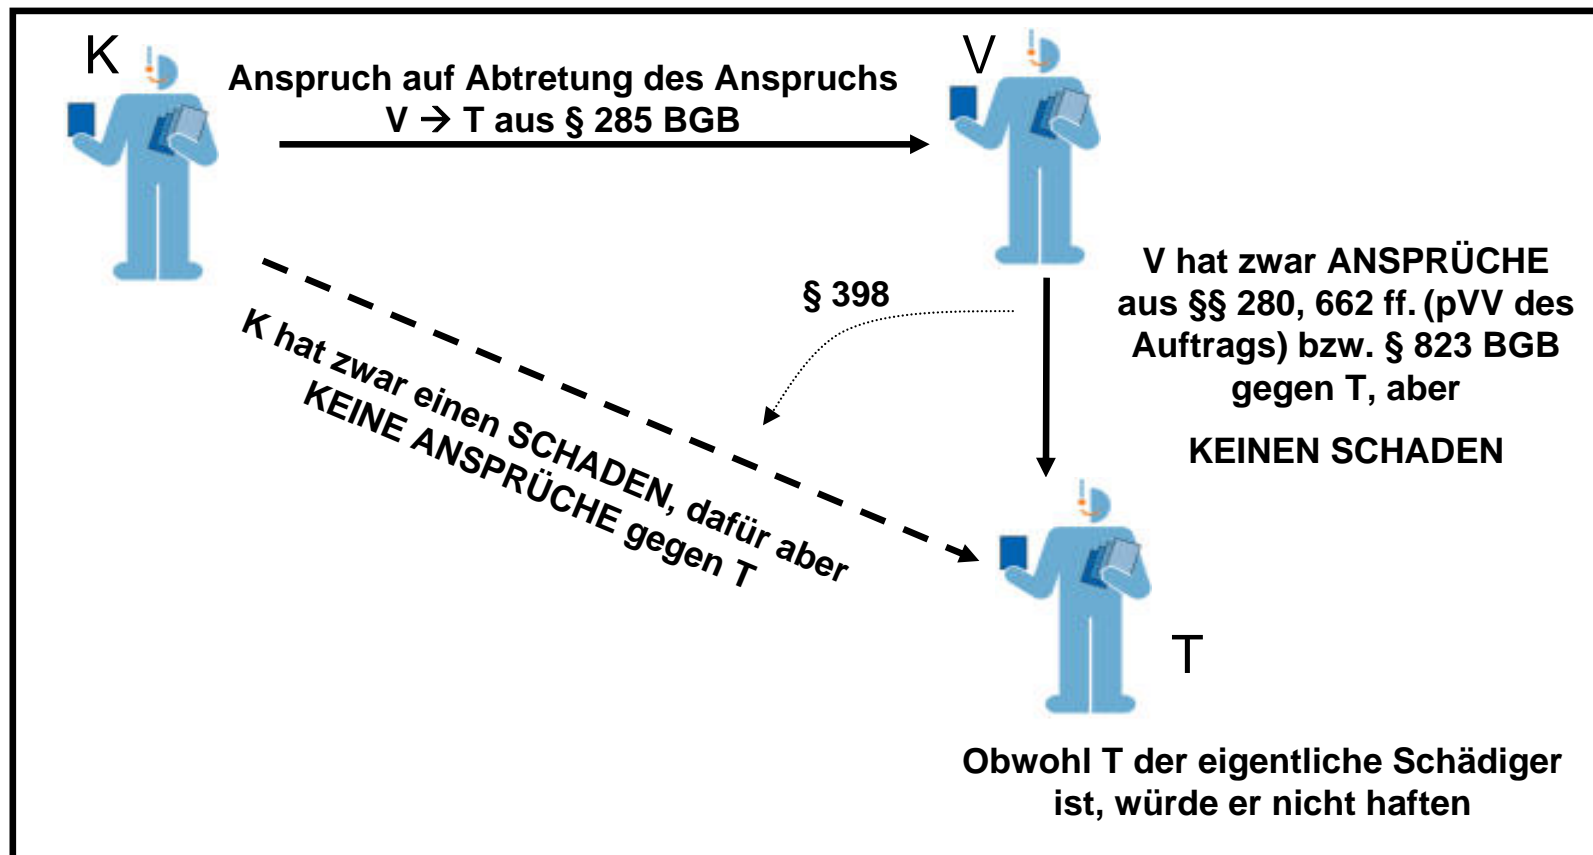 K
V
Anspruch auf Abtretung des Anspruchs
V → T aus § 285 BGB
V hat zwar ANSPRÜCHE
aus §§ 280, 662 ff. (pVV des
Auftrags) bzw. § 823 BGB
gegen T, aber
KEINEN SCHADEN
§ 398
K hat zwar einen SCHADEN, dafür aber
KEINE ANSPRÜCHE gegen T
T
Obwohl T der eigentliche Schädiger
ist, würde er nicht haften